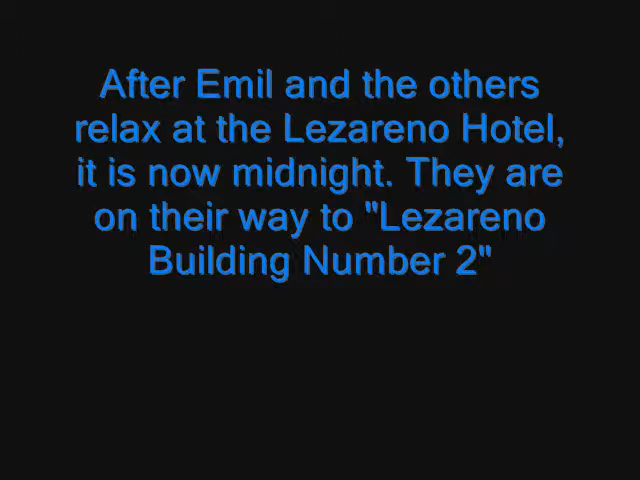 After Emil and the others
relax at the Lezareno Hotel,
it is now midnight. They are
on their way to "Lezareno
Building Number 2"